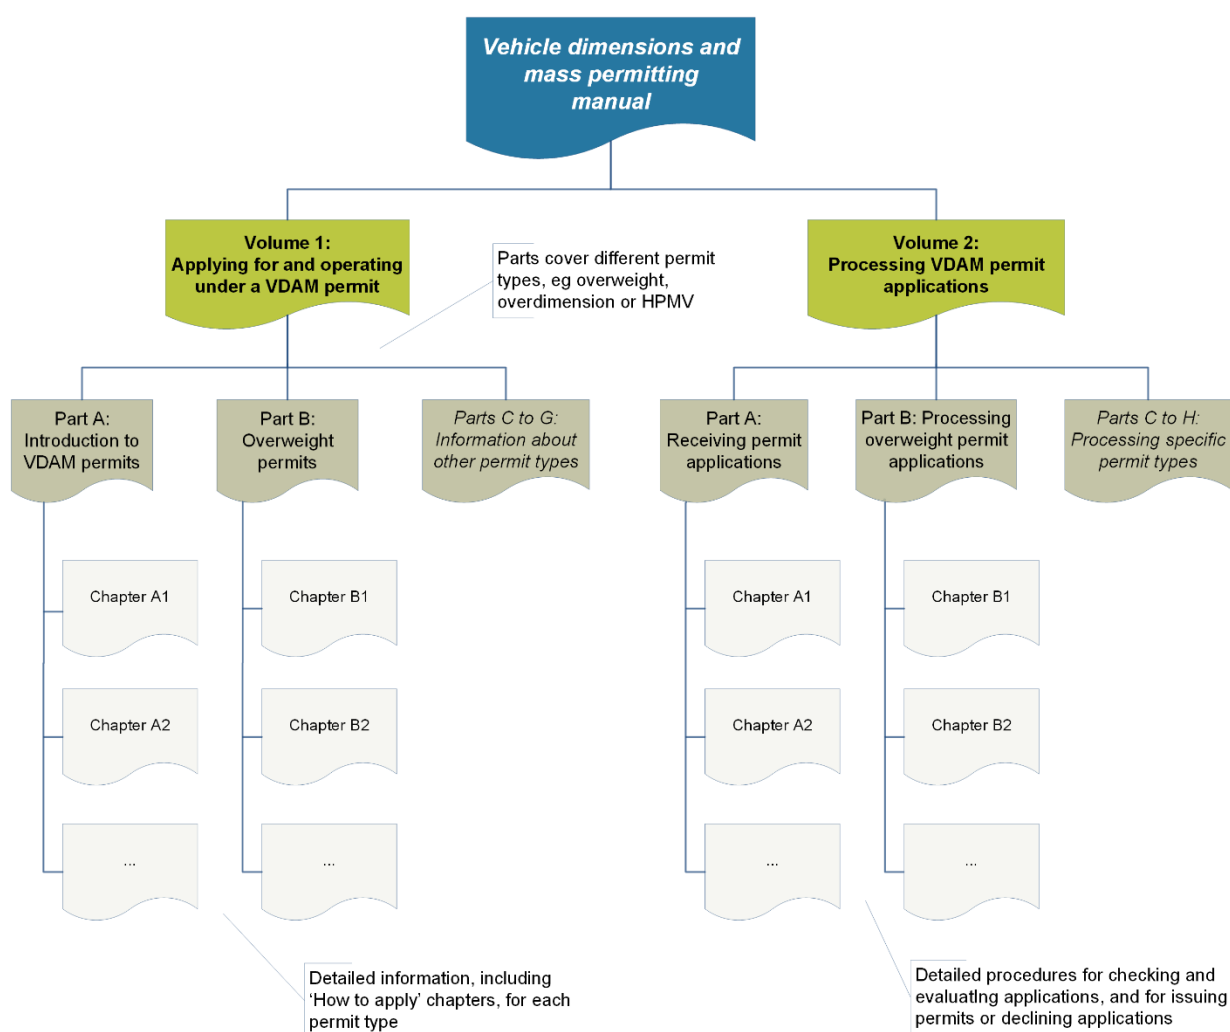 Vehicle dimensions and
mass permitting
manual
Volume 1:
Applying for and operating
under a VDAM permit
Parts cover different permit
types, eg overweight,
overdimension or HPMV
Volume 2:
Processing VDAM permit
applications
Part A:
Introduction to
VDAM permits
Part B:
Overweight
permits
Parts C to G:
Information about
other permit types
Part A:
Receiving permit
applications
Part B: Processing
overweight permit
applications
Parts C to H:
Processing specific
permit types
Chapter A1
Chapter B1
Chapter A1
Chapter B1
Chapter A2
Chapter B2
Chapter A2
Chapter B2
...
...
...
...
Detailed information, including
‘How to apply’ chapters, for each
permit type
Detailed procedures for checking and
evaluatIng applications, and for issuing
permits or declining applications